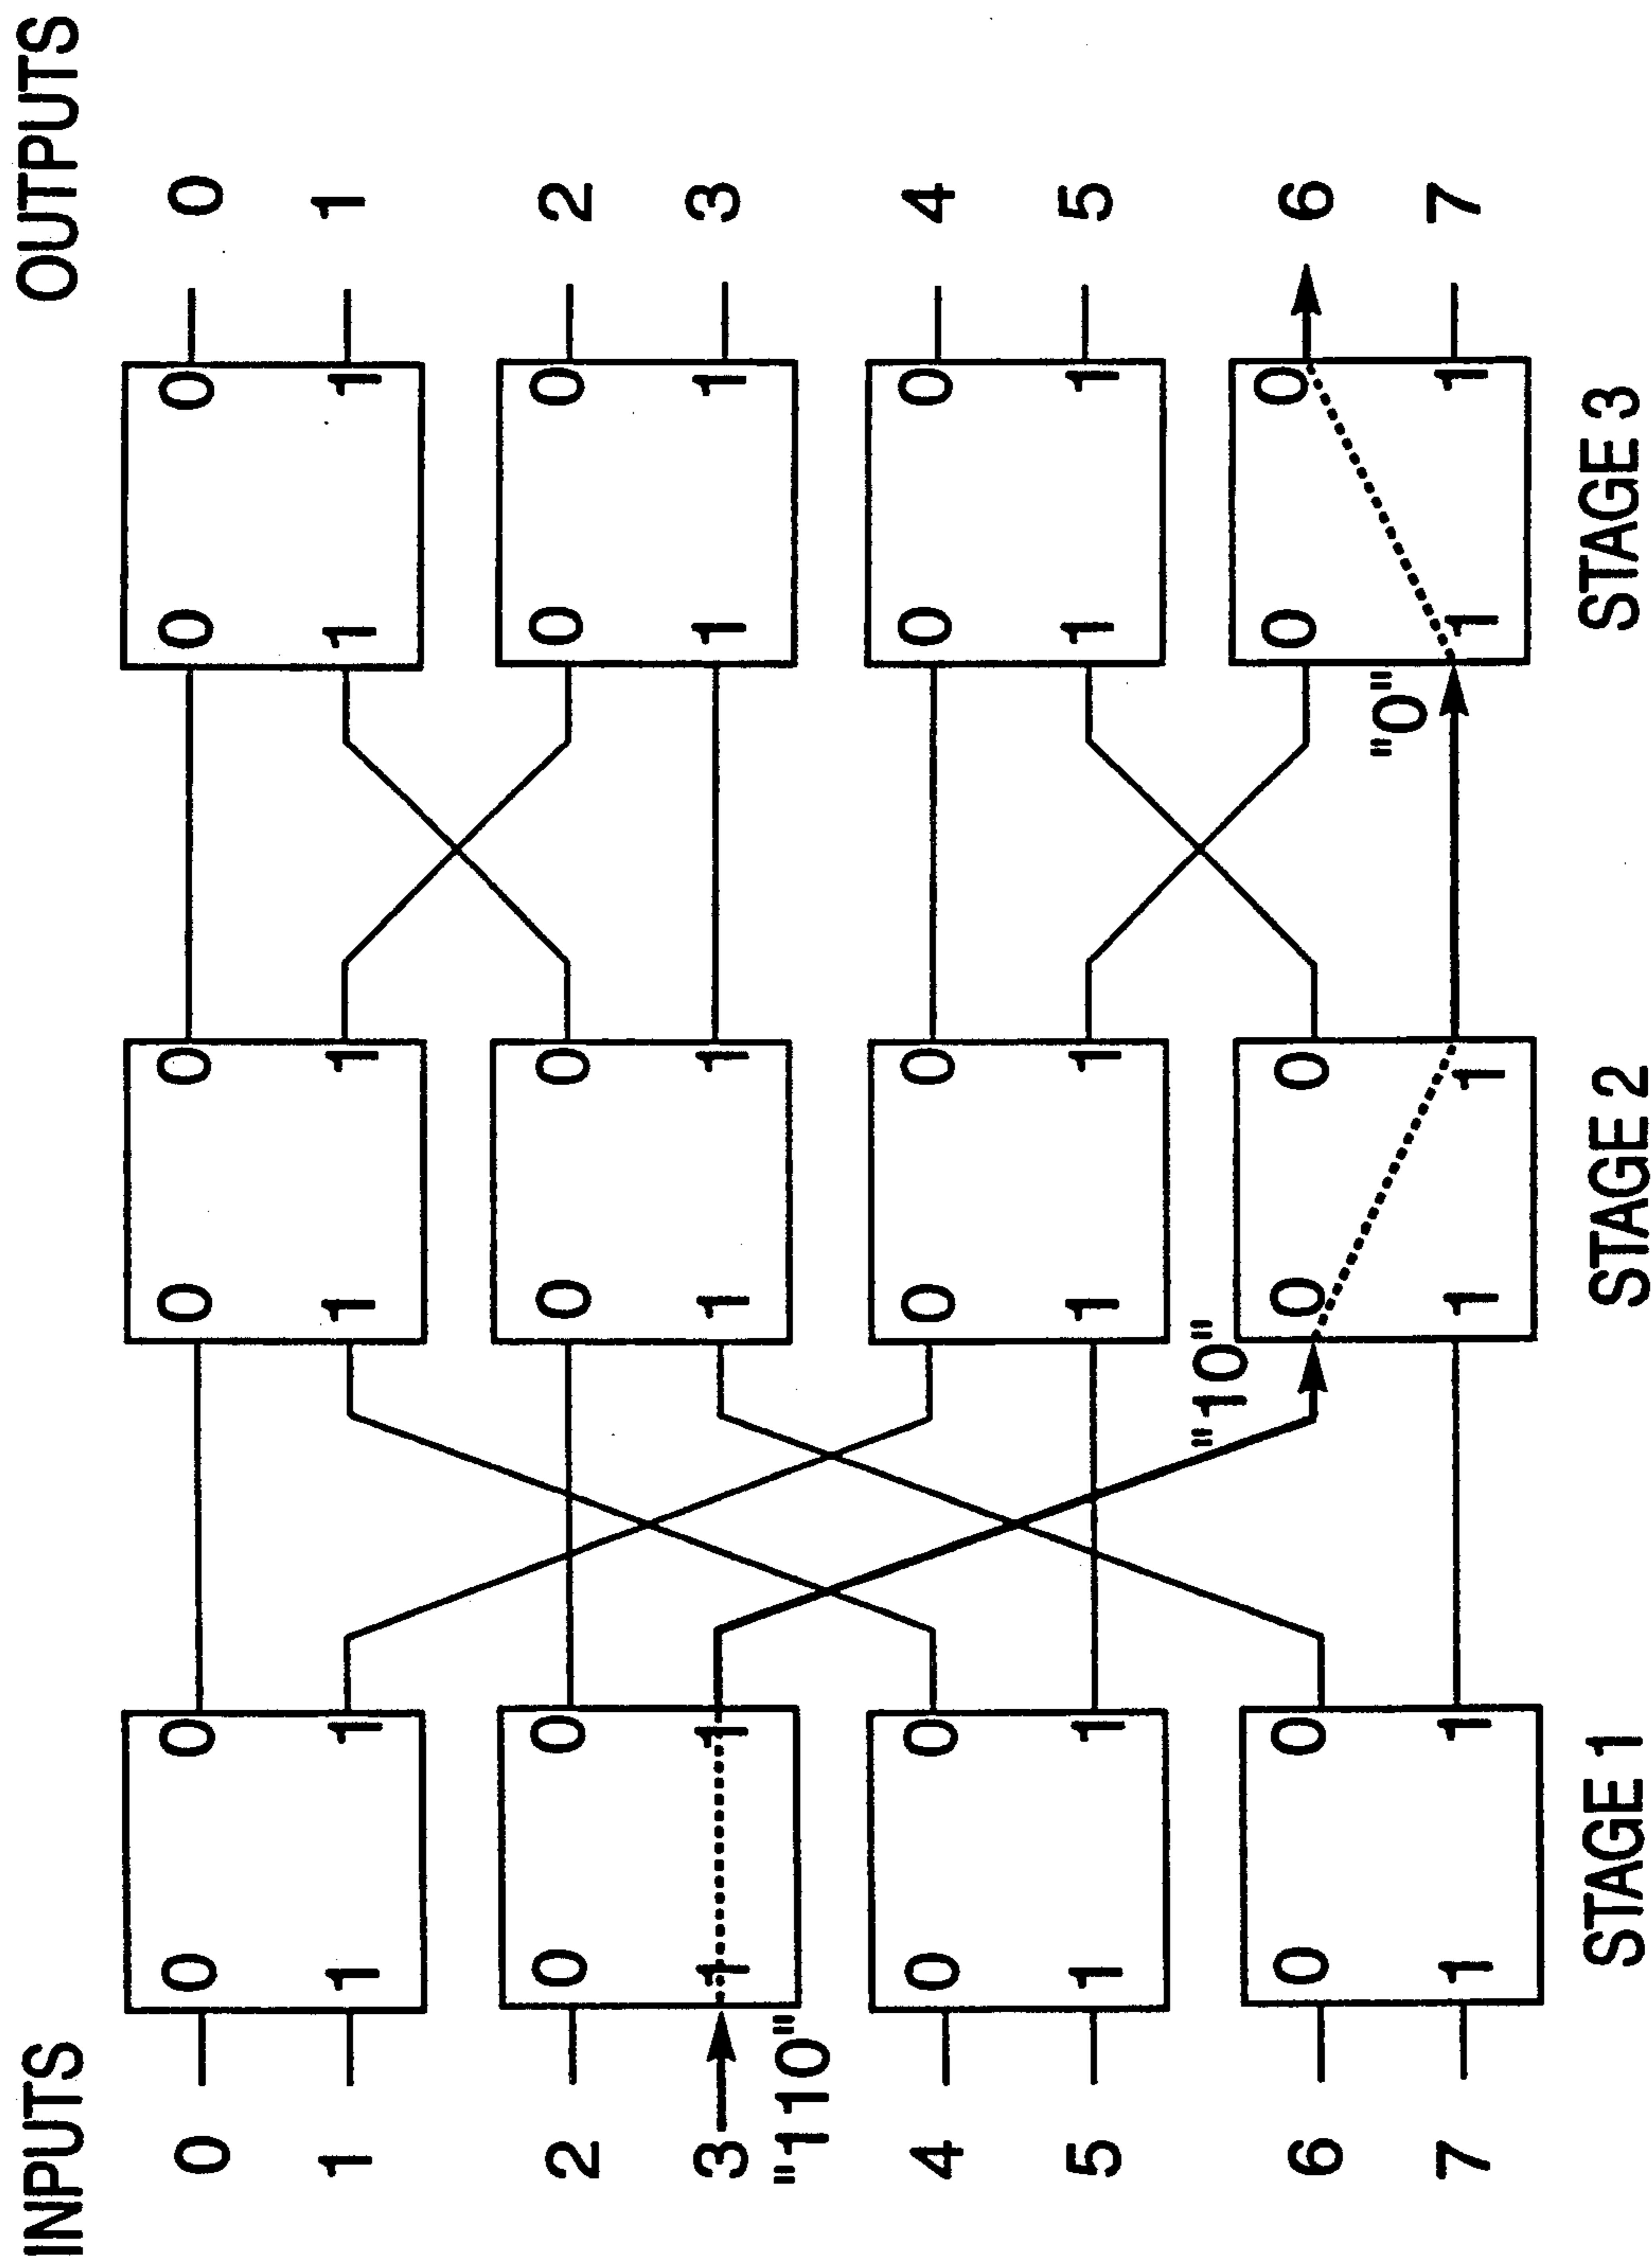 INPUTS OUTPUTS
0 0 0 0 0 0 0 0
1 1 1 1 1 1 1 1
2 0 0 0 0 0 0 2
3 1 1 1 1 1 1 3
"110"
4 0 0 0 0 0 0 4
5 1 1 1 1 1 1 5
"10"
6 0 0 0 0 0 0 6
"0"
7 1 1 1 1 1 1 7
STAGE 1 STAGE 2 STAGE 3